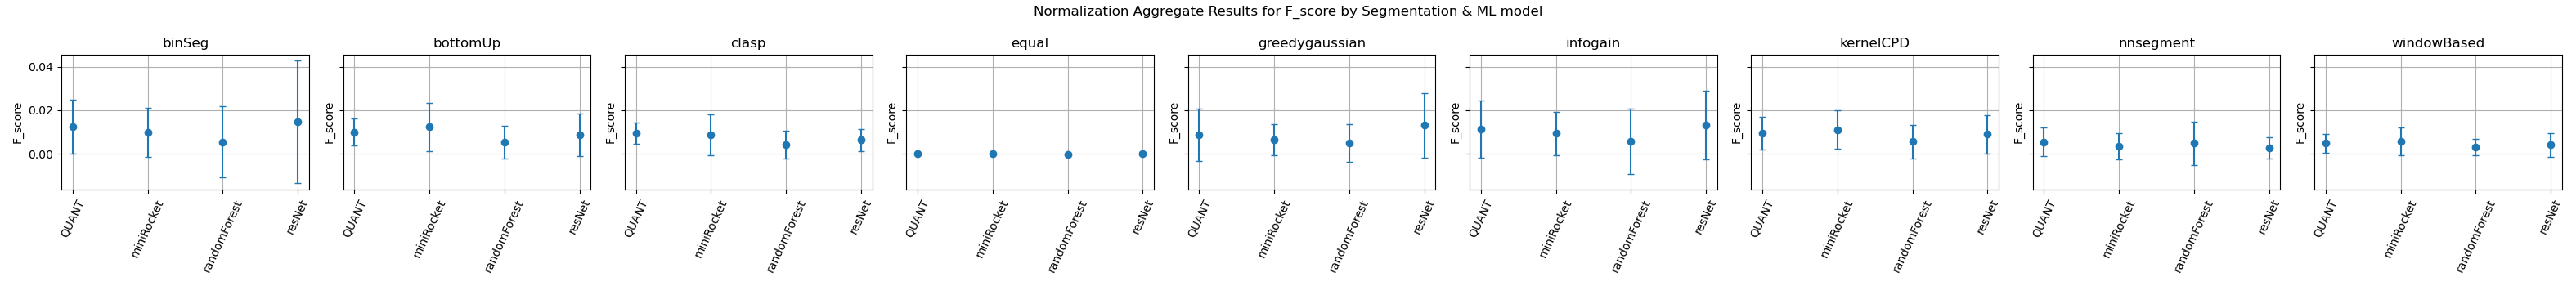 Normalization Aggregate Results for F_score by Segmentation & ML model
binSeg
bottomUp
clasp
equal
greedygaussian
infogain
kernelCPD
nnsegment
windowBased
0.04
0.02
0.00
F_score
F_score
F_score
F_score
F_score
F_score
F_score
F_score
F_score
QUANT
miniRocket
randomForest
resNet
QUANT
miniRocket
randomForest
resNet
QUANT
miniRocket
randomForest
resNet
QUANT
miniRocket
randomForest
resNet
QUANT
miniRocket
randomForest
resNet
QUANT
miniRocket
randomForest
resNet
QUANT
miniRocket
randomForest
resNet
QUANT
miniRocket
randomForest
resNet
QUANT
miniRocket
randomForest
resNet